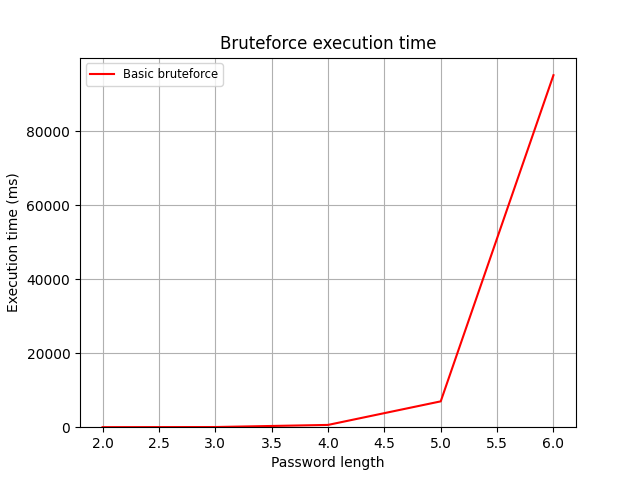 Bruteforce execution time
Basic bruteforce
Execution time (ms)
80000
60000
40000
20000
0
2.0 2.5 3.0 3.5 4.0 4.5 5.0 5.5 6.0
Password length